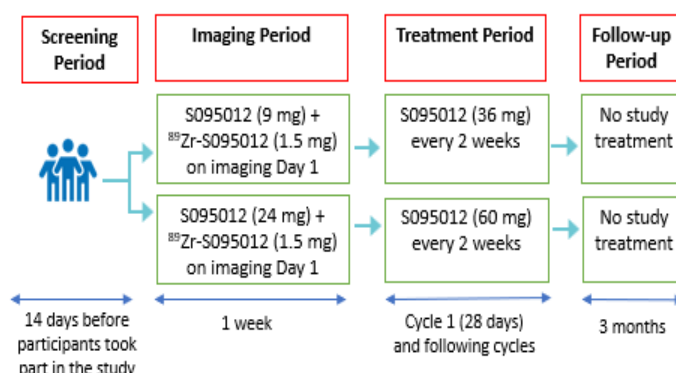 Screening
Period
Imaging Period
Treatment Period
Follow-up
Period
S095012 (9 mg) +
⁸⁹Zr-S095012 (1.5 mg)
on imaging Day 1
S095012 (36 mg)
every 2 weeks
No study
treatment
S095012 (24 mg) +
⁸⁹Zr-S095012 (1.5 mg)
on imaging Day 1
S095012 (60 mg)
every 2 weeks
No study
treatment
14 days before
participants took
part in the study
1 week
Cycle 1 (28 days)
and following cycles
3 months